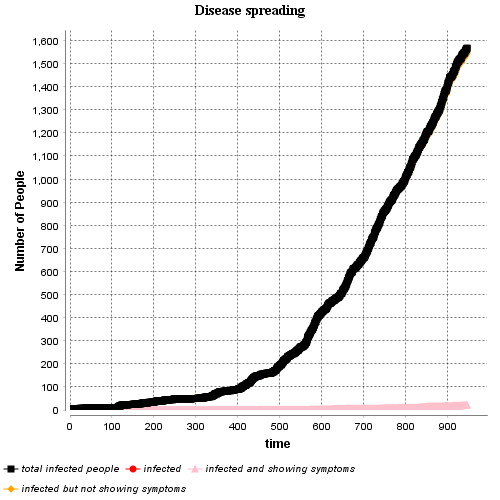 Disease spreading
Number of People
1,600
1,500
1,400
1,300
1,200
1,100
1,000
900
800
700
600
500
400
300
200
100
0
0 100 200 300 400 500 600 700 800 900
time
total infected people infected infected and showing symptoms
infected but not showing symptoms